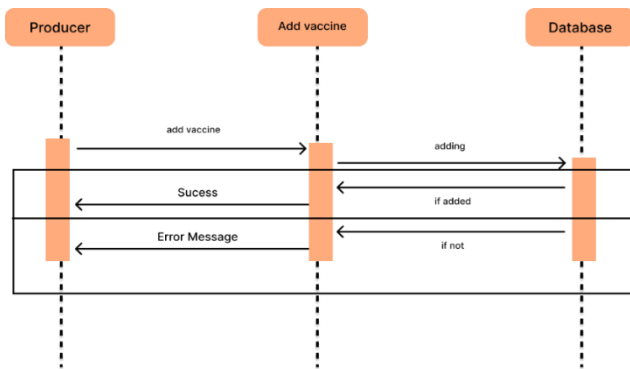 Producer
Add vaccine
Database
add vaccine
adding
Sucess
if added
Error Message
if not